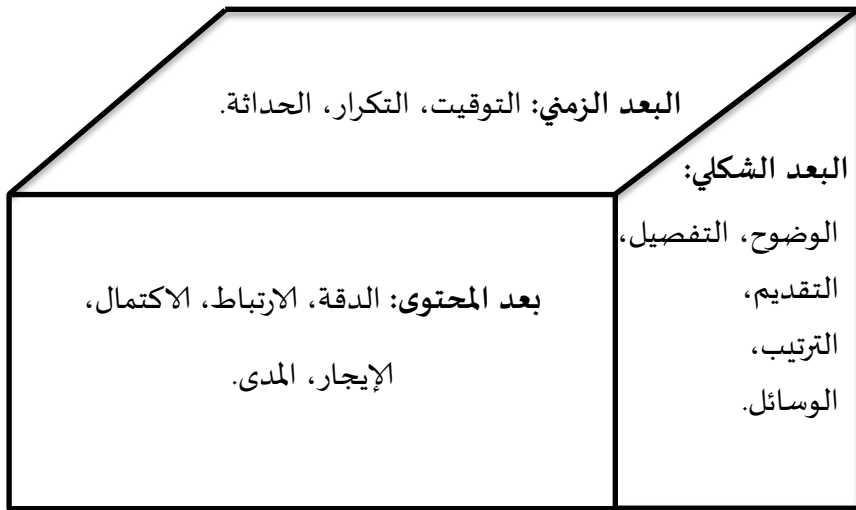 البعد الزمني: التوقيت، التكرار، الحداثة.
البعد الشكلي:
الوضوح، التفصيل،
التقديم،
الترتيب،
الوسائل.
بعد المحتوى: الدقة، الارتباط، الاكتمال،
الإيجار، المدى.